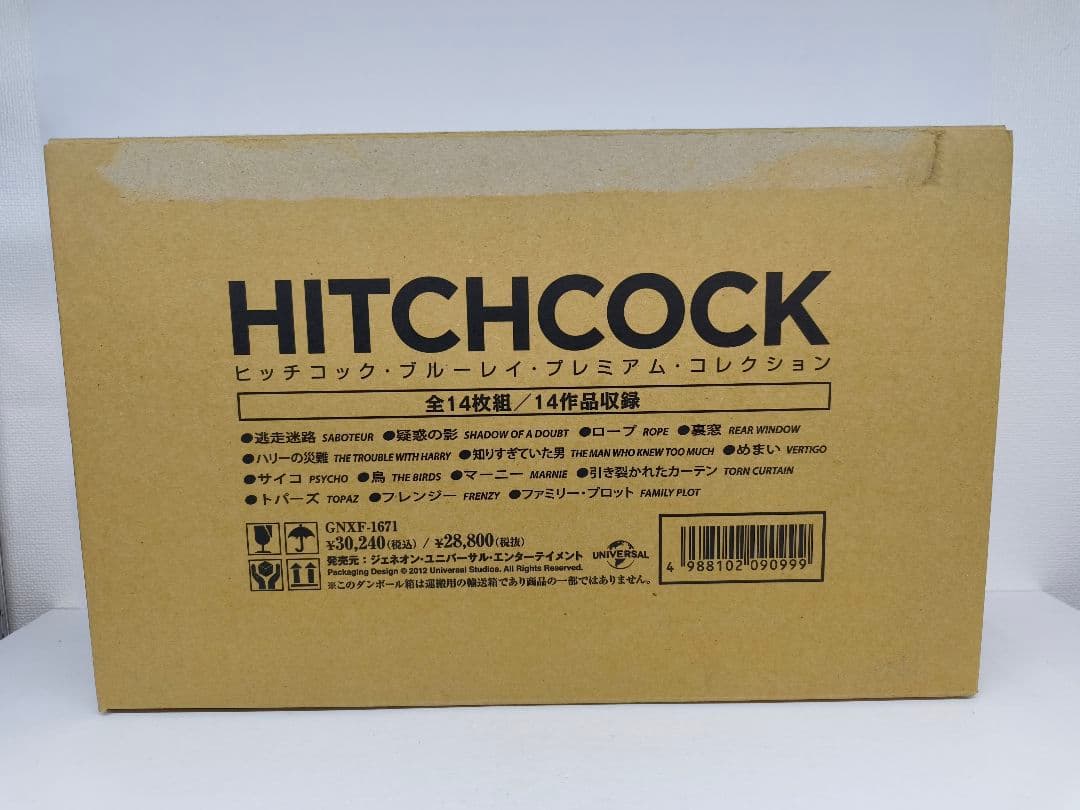 HITCHCOCK
ヒッチコック・ブルーレイ・プレミアム・コレクション
全14枚組／14作品収録
●逃走迷路 SABOTEUR ●疑惑の影 SHADOW OF A DOUBT ●ロープ ROPE ●裏窓 REAR WINDOW
●ハリーの災難 THE TROUBLE WITH HARRY ●知りすぎていた男 THE MAN WHO KNEW TOO MUCH ●めまい VERTIGO
●サイコ PSYCHO ●鳥 THE BIRDS ●マーニー MARNIE ●引き裂かれたカーテン TORN CURTAIN
●トパーズ TOPAZ ●フレンジー FRENZY ●ファミリー・プロット FAMILY PLOT
GNXF-1671
¥30,240(税込) / ¥28,800(税抜)
発売元：ジェネオン・ユニバーサル・エンターテイメント
Packaging Design © 2012 Universal Studios. All Rights Reserved.
※このダンボール箱は運搬用の輸送箱であり商品の一部ではありません。
UNIVERSAL
4 988102 090999